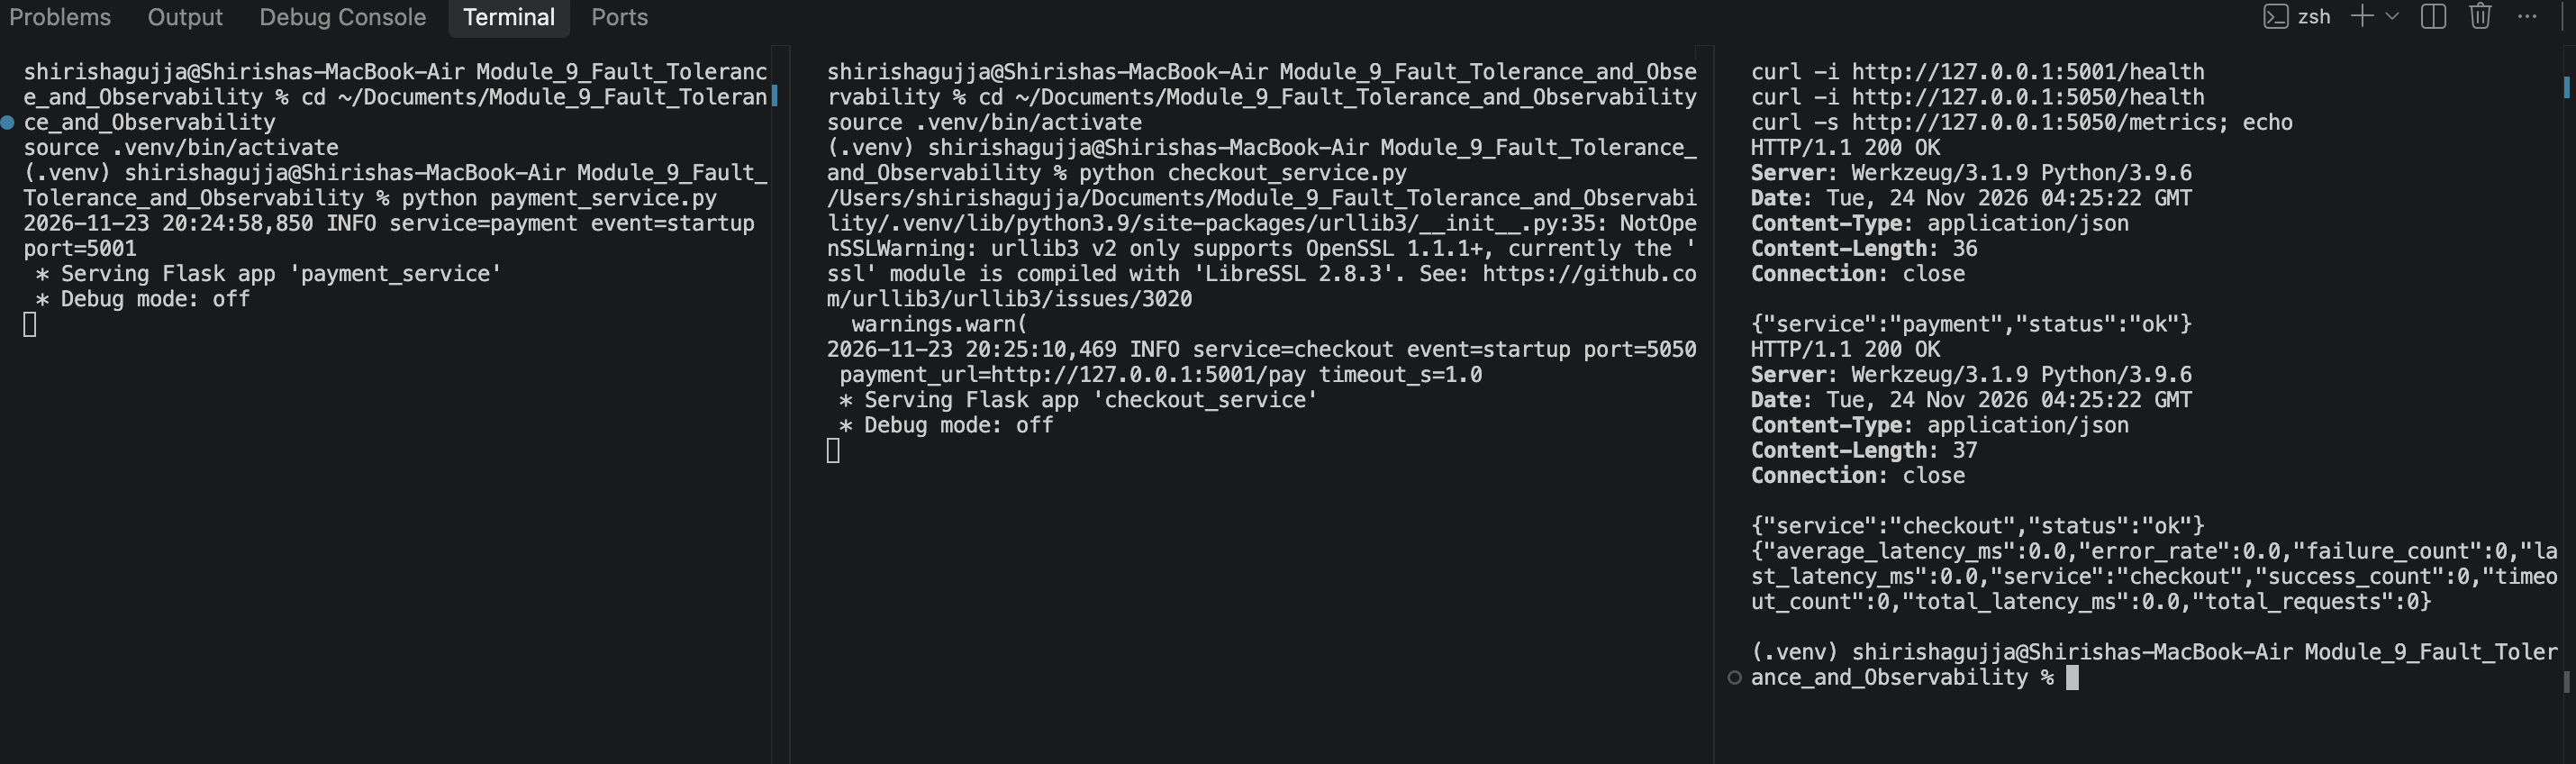 Problems Output Debug Console Terminal Ports
zsh
shirishagujja@Shirishas-MacBook-Air Module_9_Fault_Toleranc
e_and_Observability % cd ~/Documents/Module_9_Fault_Toleran
ce_and_Observability
source .venv/bin/activate
(.venv) shirishagujja@Shirishas-MacBook-Air Module_9_Fault_
Tolerance_and_Observability % python payment_service.py
2026-11-23 20:24:58,850 INFO service=payment event=startup
port=5001
 * Serving Flask app 'payment_service'
 * Debug mode: off
shirishagujja@Shirishas-MacBook-Air Module_9_Fault_Tolerance_and_Obse
rvability % cd ~/Documents/Module_9_Fault_Tolerance_and_Observability
source .venv/bin/activate
(.venv) shirishagujja@Shirishas-MacBook-Air Module_9_Fault_Tolerance_
and_Observability % python checkout_service.py
/Users/shirishagujja/Documents/Module_9_Fault_Tolerance_and_Observabi
lity/.venv/lib/python3.9/site-packages/urllib3/__init__.py:35: NotOpe
nSSLWarning: urllib3 v2 only supports OpenSSL 1.1.1+, currently the '
ssl' module is compiled with 'LibreSSL 2.8.3'. See: https://github.co
m/urllib3/urllib3/issues/3020
  warnings.warn(
2026-11-23 20:25:10,469 INFO service=checkout event=startup port=5050
 payment_url=http://127.0.0.1:5001/pay timeout_s=1.0
 * Serving Flask app 'checkout_service'
 * Debug mode: off
curl -i http://127.0.0.1:5001/health
curl -i http://127.0.0.1:5050/health
curl -s http://127.0.0.1:5050/metrics; echo
HTTP/1.1 200 OK
Server: Werkzeug/3.1.9 Python/3.9.6
Date: Tue, 24 Nov 2026 04:25:22 GMT
Content-Type: application/json
Content-Length: 36
Connection: close

{"service":"payment","status":"ok"}
HTTP/1.1 200 OK
Server: Werkzeug/3.1.9 Python/3.9.6
Date: Tue, 24 Nov 2026 04:25:22 GMT
Content-Type: application/json
Content-Length: 37
Connection: close

{"service":"checkout","status":"ok"}
{"average_latency_ms":0.0,"error_rate":0.0,"failure_count":0,"la
st_latency_ms":0.0,"service":"checkout","success_count":0,"timeo
ut_count":0,"total_latency_ms":0.0,"total_requests":0}

(.venv) shirishagujja@Shirishas-MacBook-Air Module_9_Fault_Toler
ance_and_Observability %